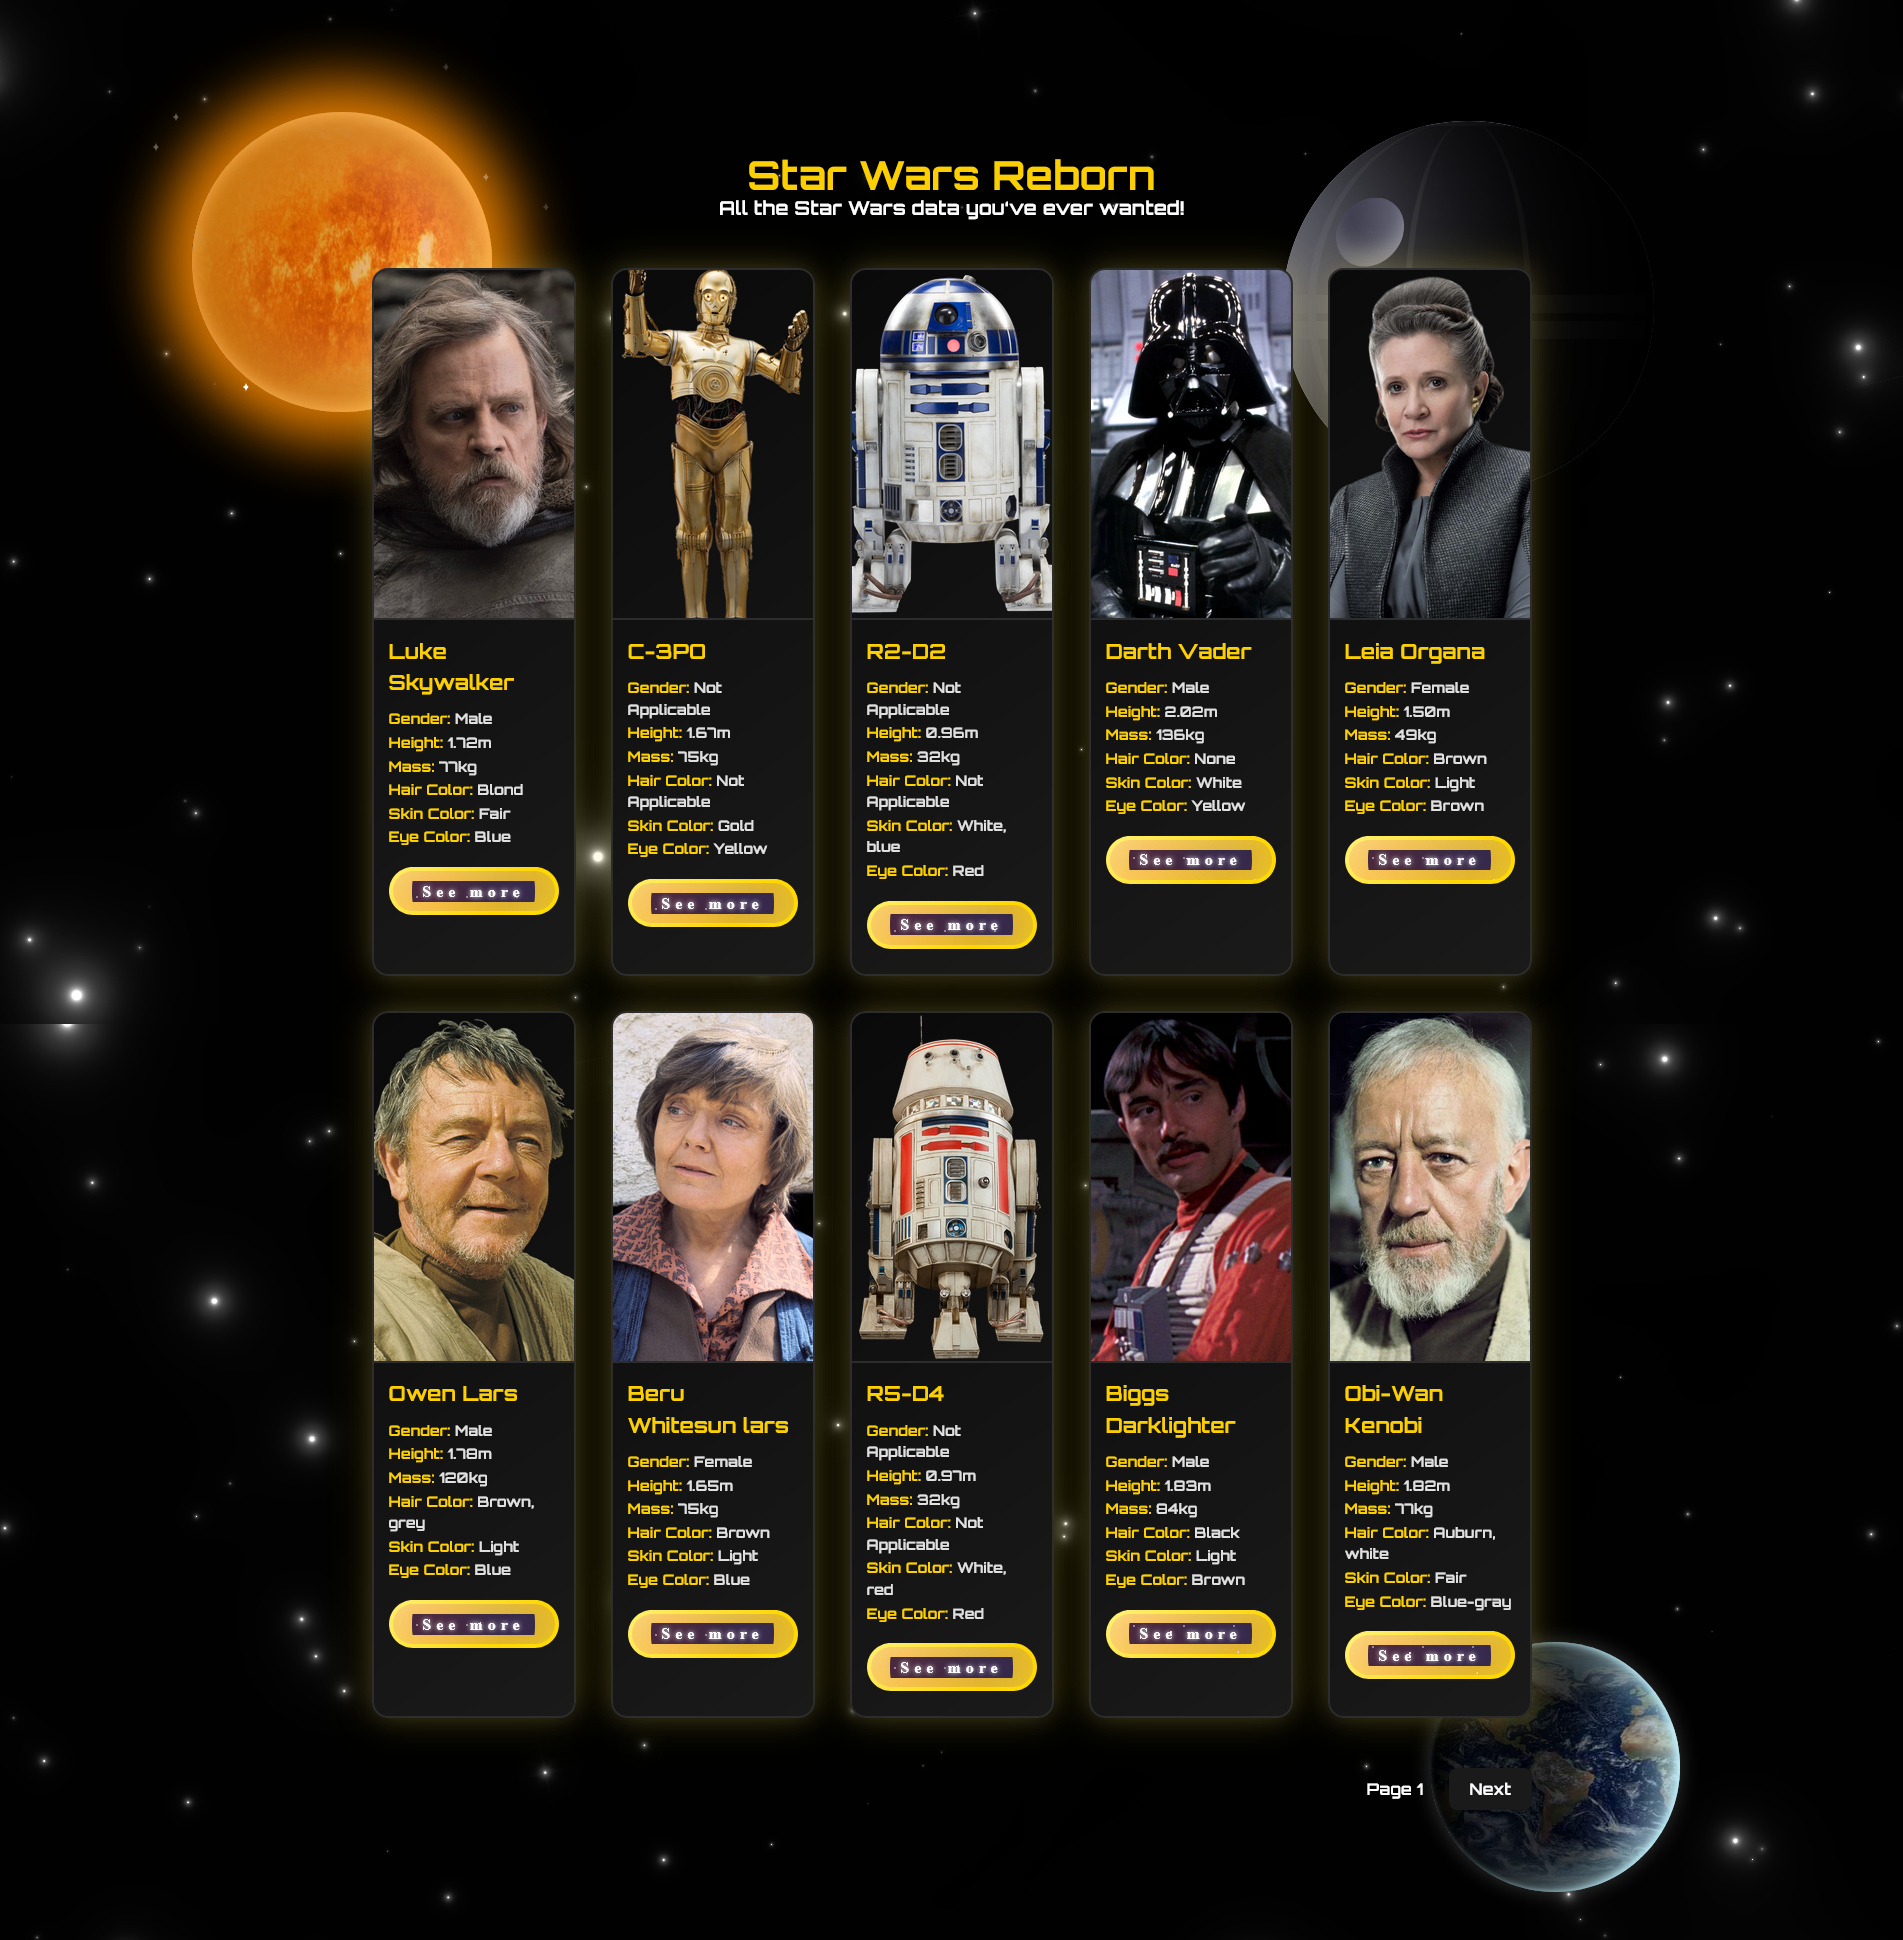 Star Wars Reborn
All the Star Wars data you've ever wanted!
Luke
Skywalker
Gender: Male
Height: 1.72m
Mass: 77kg
Hair Color: Blond
Skin Color: Fair
Eye Color: Blue
See more
C-3PO
Gender: Not
Applicable
Height: 1.67m
Mass: 75kg
Hair Color: Not
Applicable
Skin Color: Gold
Eye Color: Yellow
See more
R2-D2
Gender: Not
Applicable
Height: 0.96m
Mass: 32kg
Hair Color: Not
Applicable
Skin Color: White,
blue
Eye Color: Red
See more
Darth Vader
Gender: Male
Height: 2.02m
Mass: 136kg
Hair Color: None
Skin Color: White
Eye Color: Yellow
See more
Leia Organa
Gender: Female
Height: 1.50m
Mass: 49kg
Hair Color: Brown
Skin Color: Light
Eye Color: Brown
See more
Owen Lars
Gender: Male
Height: 1.78m
Mass: 120kg
Hair Color: Brown,
grey
Skin Color: Light
Eye Color: Blue
See more
Beru
Whitesun lars
Gender: Female
Height: 1.65m
Mass: 75kg
Hair Color: Brown
Skin Color: Light
Eye Color: Blue
See more
R5-D4
Gender: Not
Applicable
Height: 0.97m
Mass: 32kg
Hair Color: Not
Applicable
Skin Color: White,
red
Eye Color: Red
See more
Biggs
Darklighter
Gender: Male
Height: 1.83m
Mass: 84kg
Hair Color: Black
Skin Color: Light
Eye Color: Brown
See more
Obi-Wan
Kenobi
Gender: Male
Height: 1.82m
Mass: 77kg
Hair Color: Auburn,
white
Skin Color: Fair
Eye Color: Blue-gray
See more
Page 1
Next